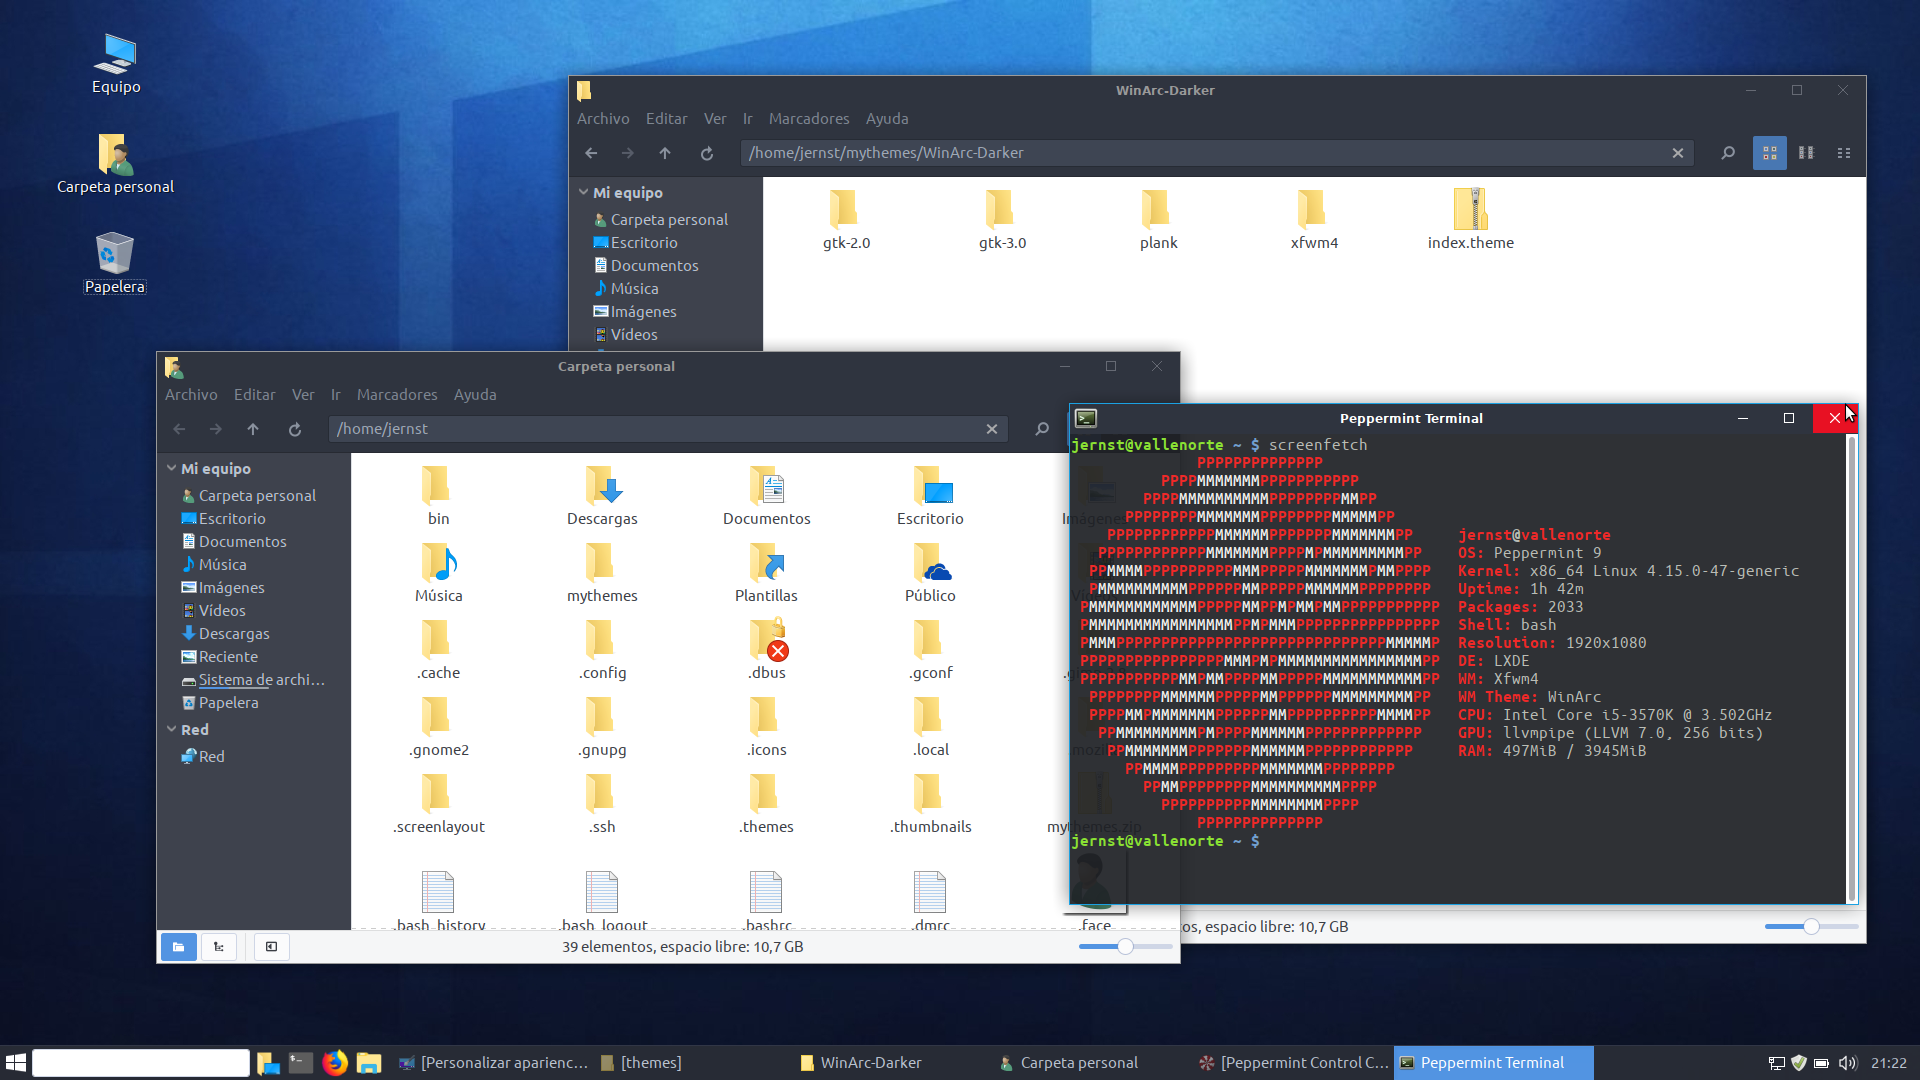 Equipo
Carpeta personal
Papelera
WinArc-Darker
Archivo Editar Ver Ir Marcadores Ayuda
/home/jernst/mythemes/WinArc-Darker
Mi equipo
Carpeta personal
Escritorio
Documentos
Música
Imágenes
Vídeos
gtk-2.0 gtk-3.0 plank xfwm4 index.theme
Carpeta personal
Archivo Editar Ver Ir Marcadores Ayuda
/home/jernst
Mi equipo
Carpeta personal
Escritorio
Documentos
Música
Imágenes
Vídeos
Descargas
Reciente
Sistema de archi...
Papelera
Red
Red
bin Descargas Documentos Escritorio
Música mythemes Plantillas Público
.cache .config .dbus .gconf
.gnome2 .gnupg .icons .local
.screenlayout .ssh .themes .thumbnails mythemes.zip
.bash_history .bash_logout .bashrc .dmrc .face
39 elementos, espacio libre: 10,7 GB
tos, espacio libre: 10,7 GB
Peppermint Terminal
jernst@vallenorte ~ $ screenfetch
jernst@vallenorte
OS: Peppermint 9
Kernel: x86_64 Linux 4.15.0-47-generic
Uptime: 1h 42m
Packages: 2033
Shell: bash
Resolution: 1920x1080
DE: LXDE
WM: Xfwm4
WM Theme: WinArc
CPU: Intel Core i5-3570K @ 3.502GHz
GPU: llvmpipe (LLVM 7.0, 256 bits)
RAM: 497MiB / 3945MiB
jernst@vallenorte ~ $
[Personalizar aparienc... [themes] WinArc-Darker Carpeta personal [Peppermint Control C... Peppermint Terminal 21:22